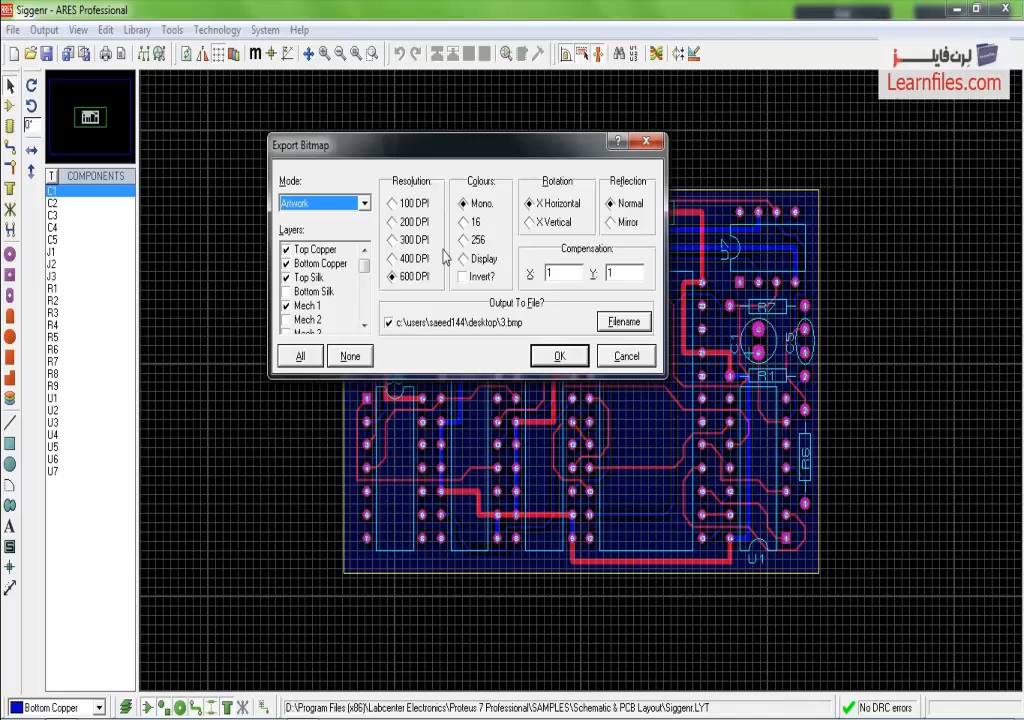 Siggenr - ARES Professional
File Output View Edit Library Tools Technology System Help
لرن فایلز
Learnfiles.com
0°
T COMPONENTS
C1
C2
C3
C4
C5
J1
J2
J3
R1
R2
R3
R4
R5
R6
R7
R8
R9
U1
U2
U3
U4
U5
U6
U7
Export Bitmap
Mode:
Artwork
Layers:
Top Copper
Bottom Copper
Top Silk
Bottom Silk
Mech 1
Mech 2
Mech 3
All None
Resolution:
100 DPI
200 DPI
300 DPI
400 DPI
600 DPI
Colours:
Mono.
16
256
Display
Invert?
Rotation
X Horizontal
X Vertical
Reflection
Normal
Mirror
Compensation:
X: 1 Y: 1
Output To File?
c:\users\saeed144\desktop\3.bmp Filename
OK Cancel
U7
R7
C5
R1
R6
U1
Bottom Copper
D:\Program Files (x86)\Labcenter Electronics\Proteus 7 Professional\SAMPLES\Schematic & PCB Layout\Siggenr.LYT
No DRC errors